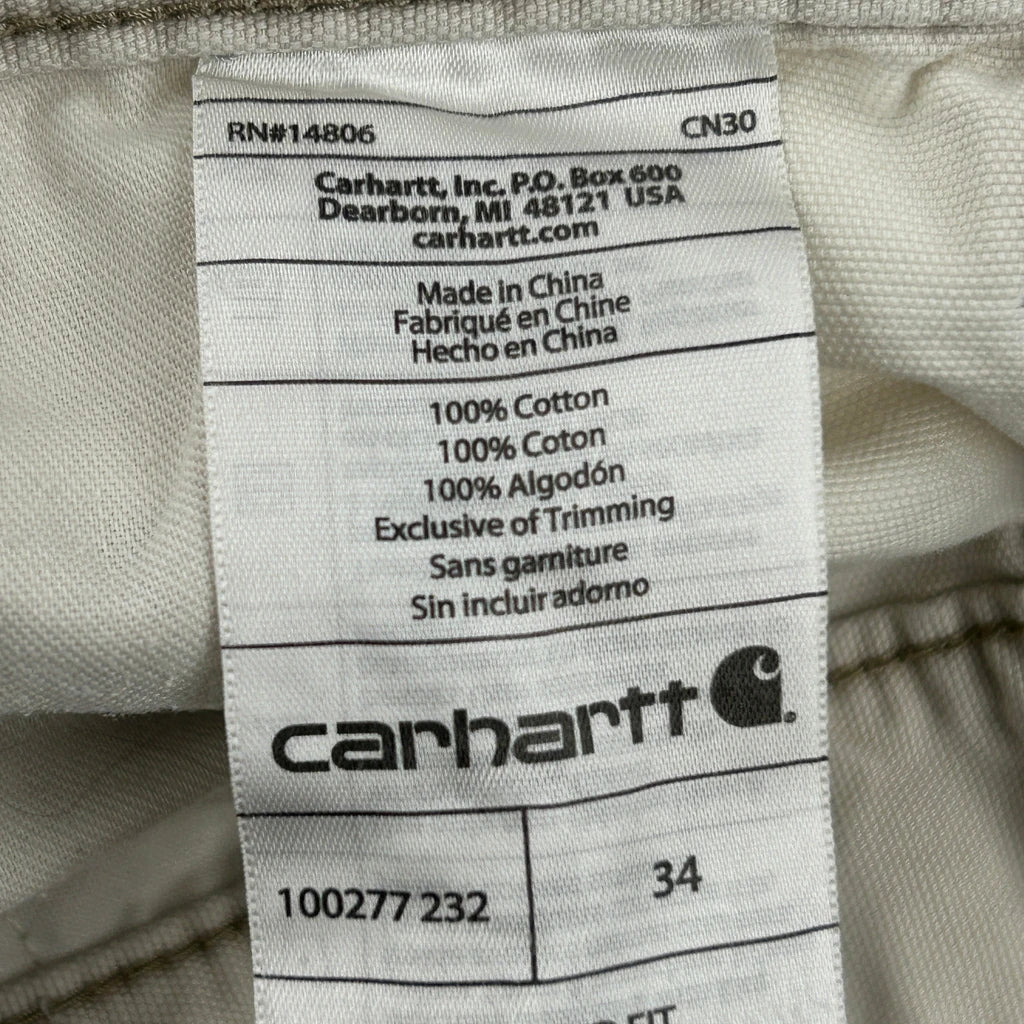 RN#14806 CN30
Carhartt, Inc. P.O. Box 600
Dearborn, MI 48121 USA
carhartt.com
Made in China
Fabriqué en Chine
Hecho en China
100% Cotton
100% Coton
100% Algodón
Exclusive of Trimming
Sans garniture
Sin incluir adorno
carhartt
100277 232 34
FIT